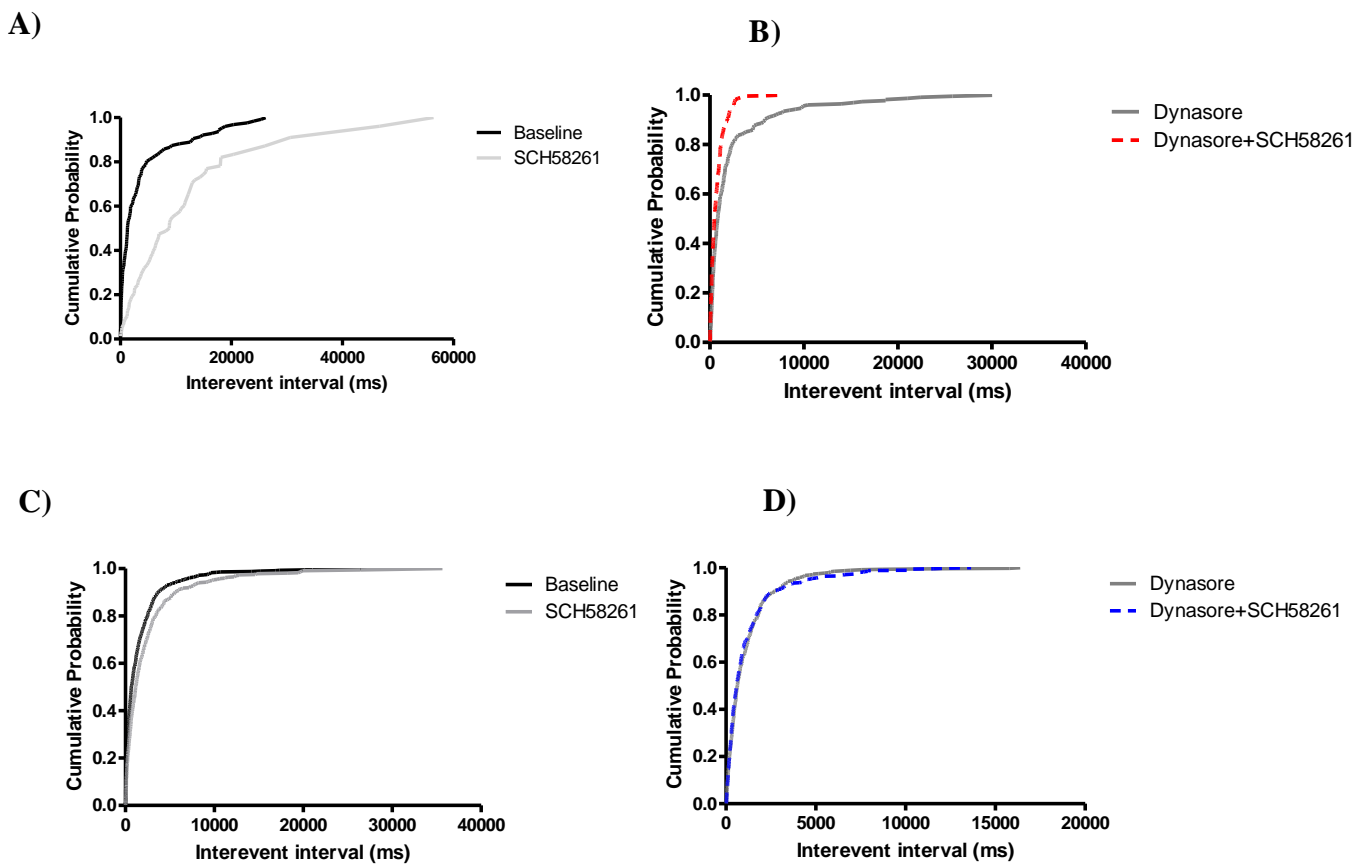 A)
1.0
0.8
0.6
0.4
0.2
0.0
Cumulative Probability
0
20000
40000
60000
Interevent interval (ms)
Baseline
SCH58261
B)
1.0
0.8
0.6
0.4
0.2
0.0
Cumulative Probability
0
10000
20000
30000
40000
Interevent interval (ms)
Dynasore
Dynasore+SCH58261
C)
1.0
0.8
0.6
0.4
0.2
0.0
Cumulative Probability
0
10000
20000
30000
40000
Interevent interval (ms)
Baseline
SCH58261
D)
1.0
0.8
0.6
0.4
0.2
0.0
Cumulative Probability
0
5000
10000
15000
20000
Interevent interval (ms)
Dynasore
Dynasore+SCH58261